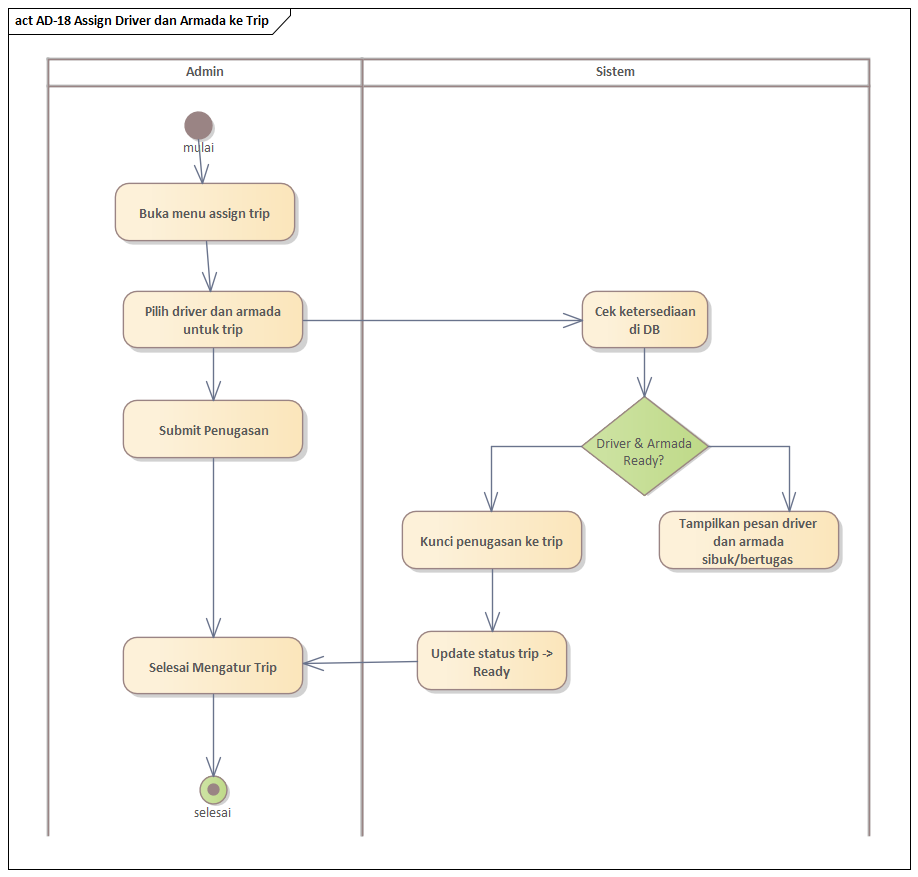 act AD-18 Assign Driver dan Armada ke Trip
Admin
Sistem
mulai
Buka menu assign trip
Pilih driver dan armada
untuk trip
Cek ketersediaan
di DB
Submit Penugasan
Driver & Armada
Ready?
Kunci penugasan ke trip
Tampilkan pesan driver
dan armada
sibuk/bertugas
Selesai Mengatur Trip
Update status trip ->
Ready
selesai